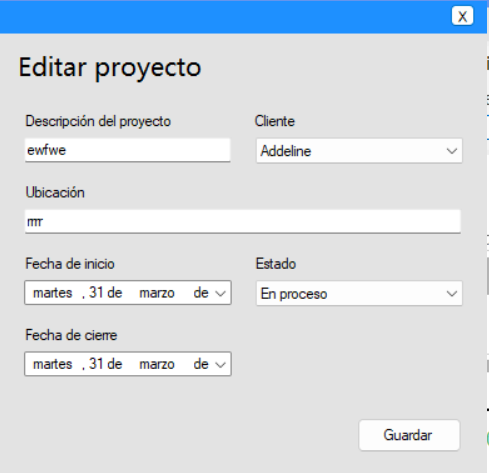 X
Editar proyecto
Descripción del proyecto Cliente
ewfwe Addeline
Ubicación
rrrr
Fecha de inicio Estado
martes , 31 de marzo de En proceso
Fecha de cierre
martes , 31 de marzo de
Guardar